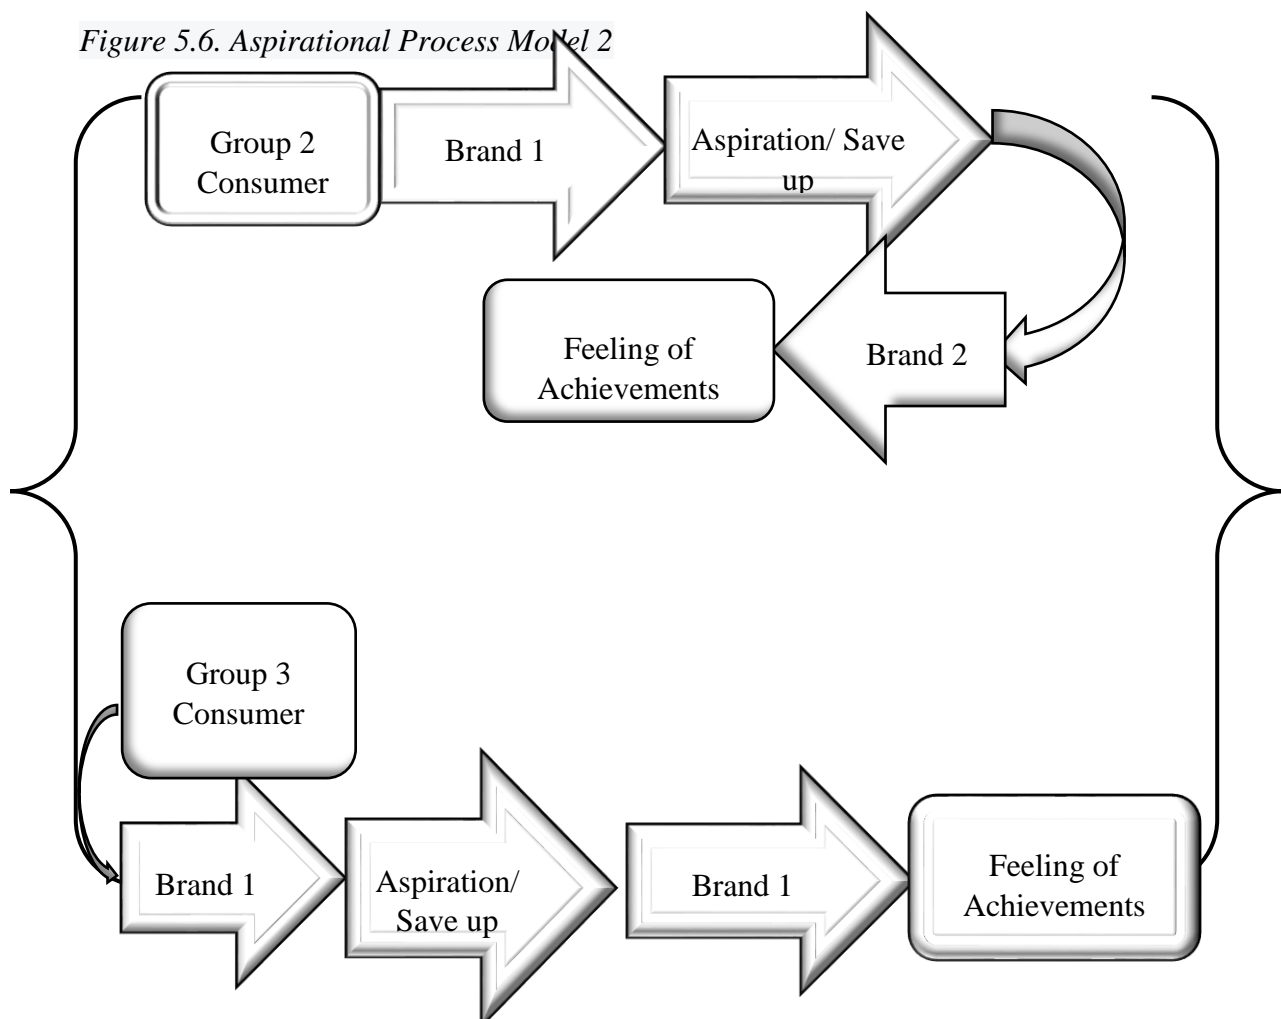 Figure 5.6. Aspirational Process Model 2
Group 2
Consumer
Brand 1
Aspiration/ Save
up
Feeling of
Achievements
Brand 2
Group 3
Consumer
Brand 1
Aspiration/
Save up
Brand 1
Feeling of
Achievements